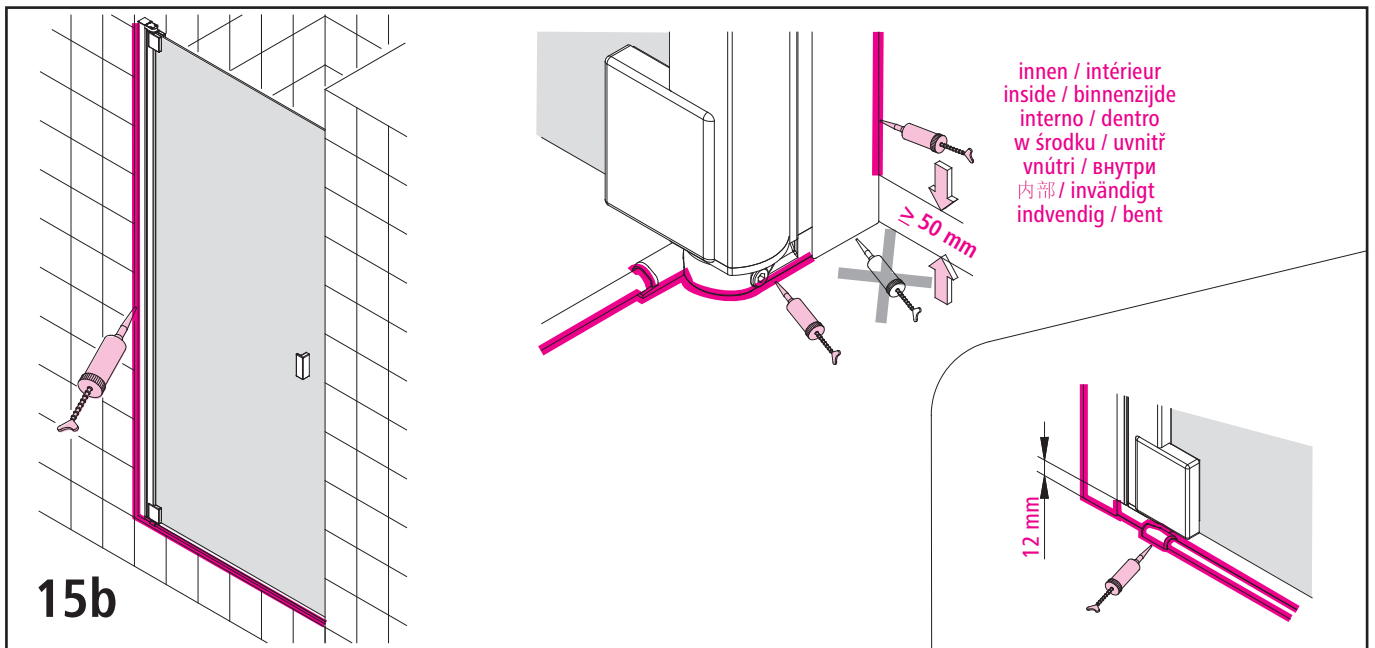 innen / intérieur
inside / binnenzijde
interno / dentro
w środku / uvnitř
vnútri / внутри
内部 / invändigt
indvendig / bent
≥ 50 mm
12 mm
15b